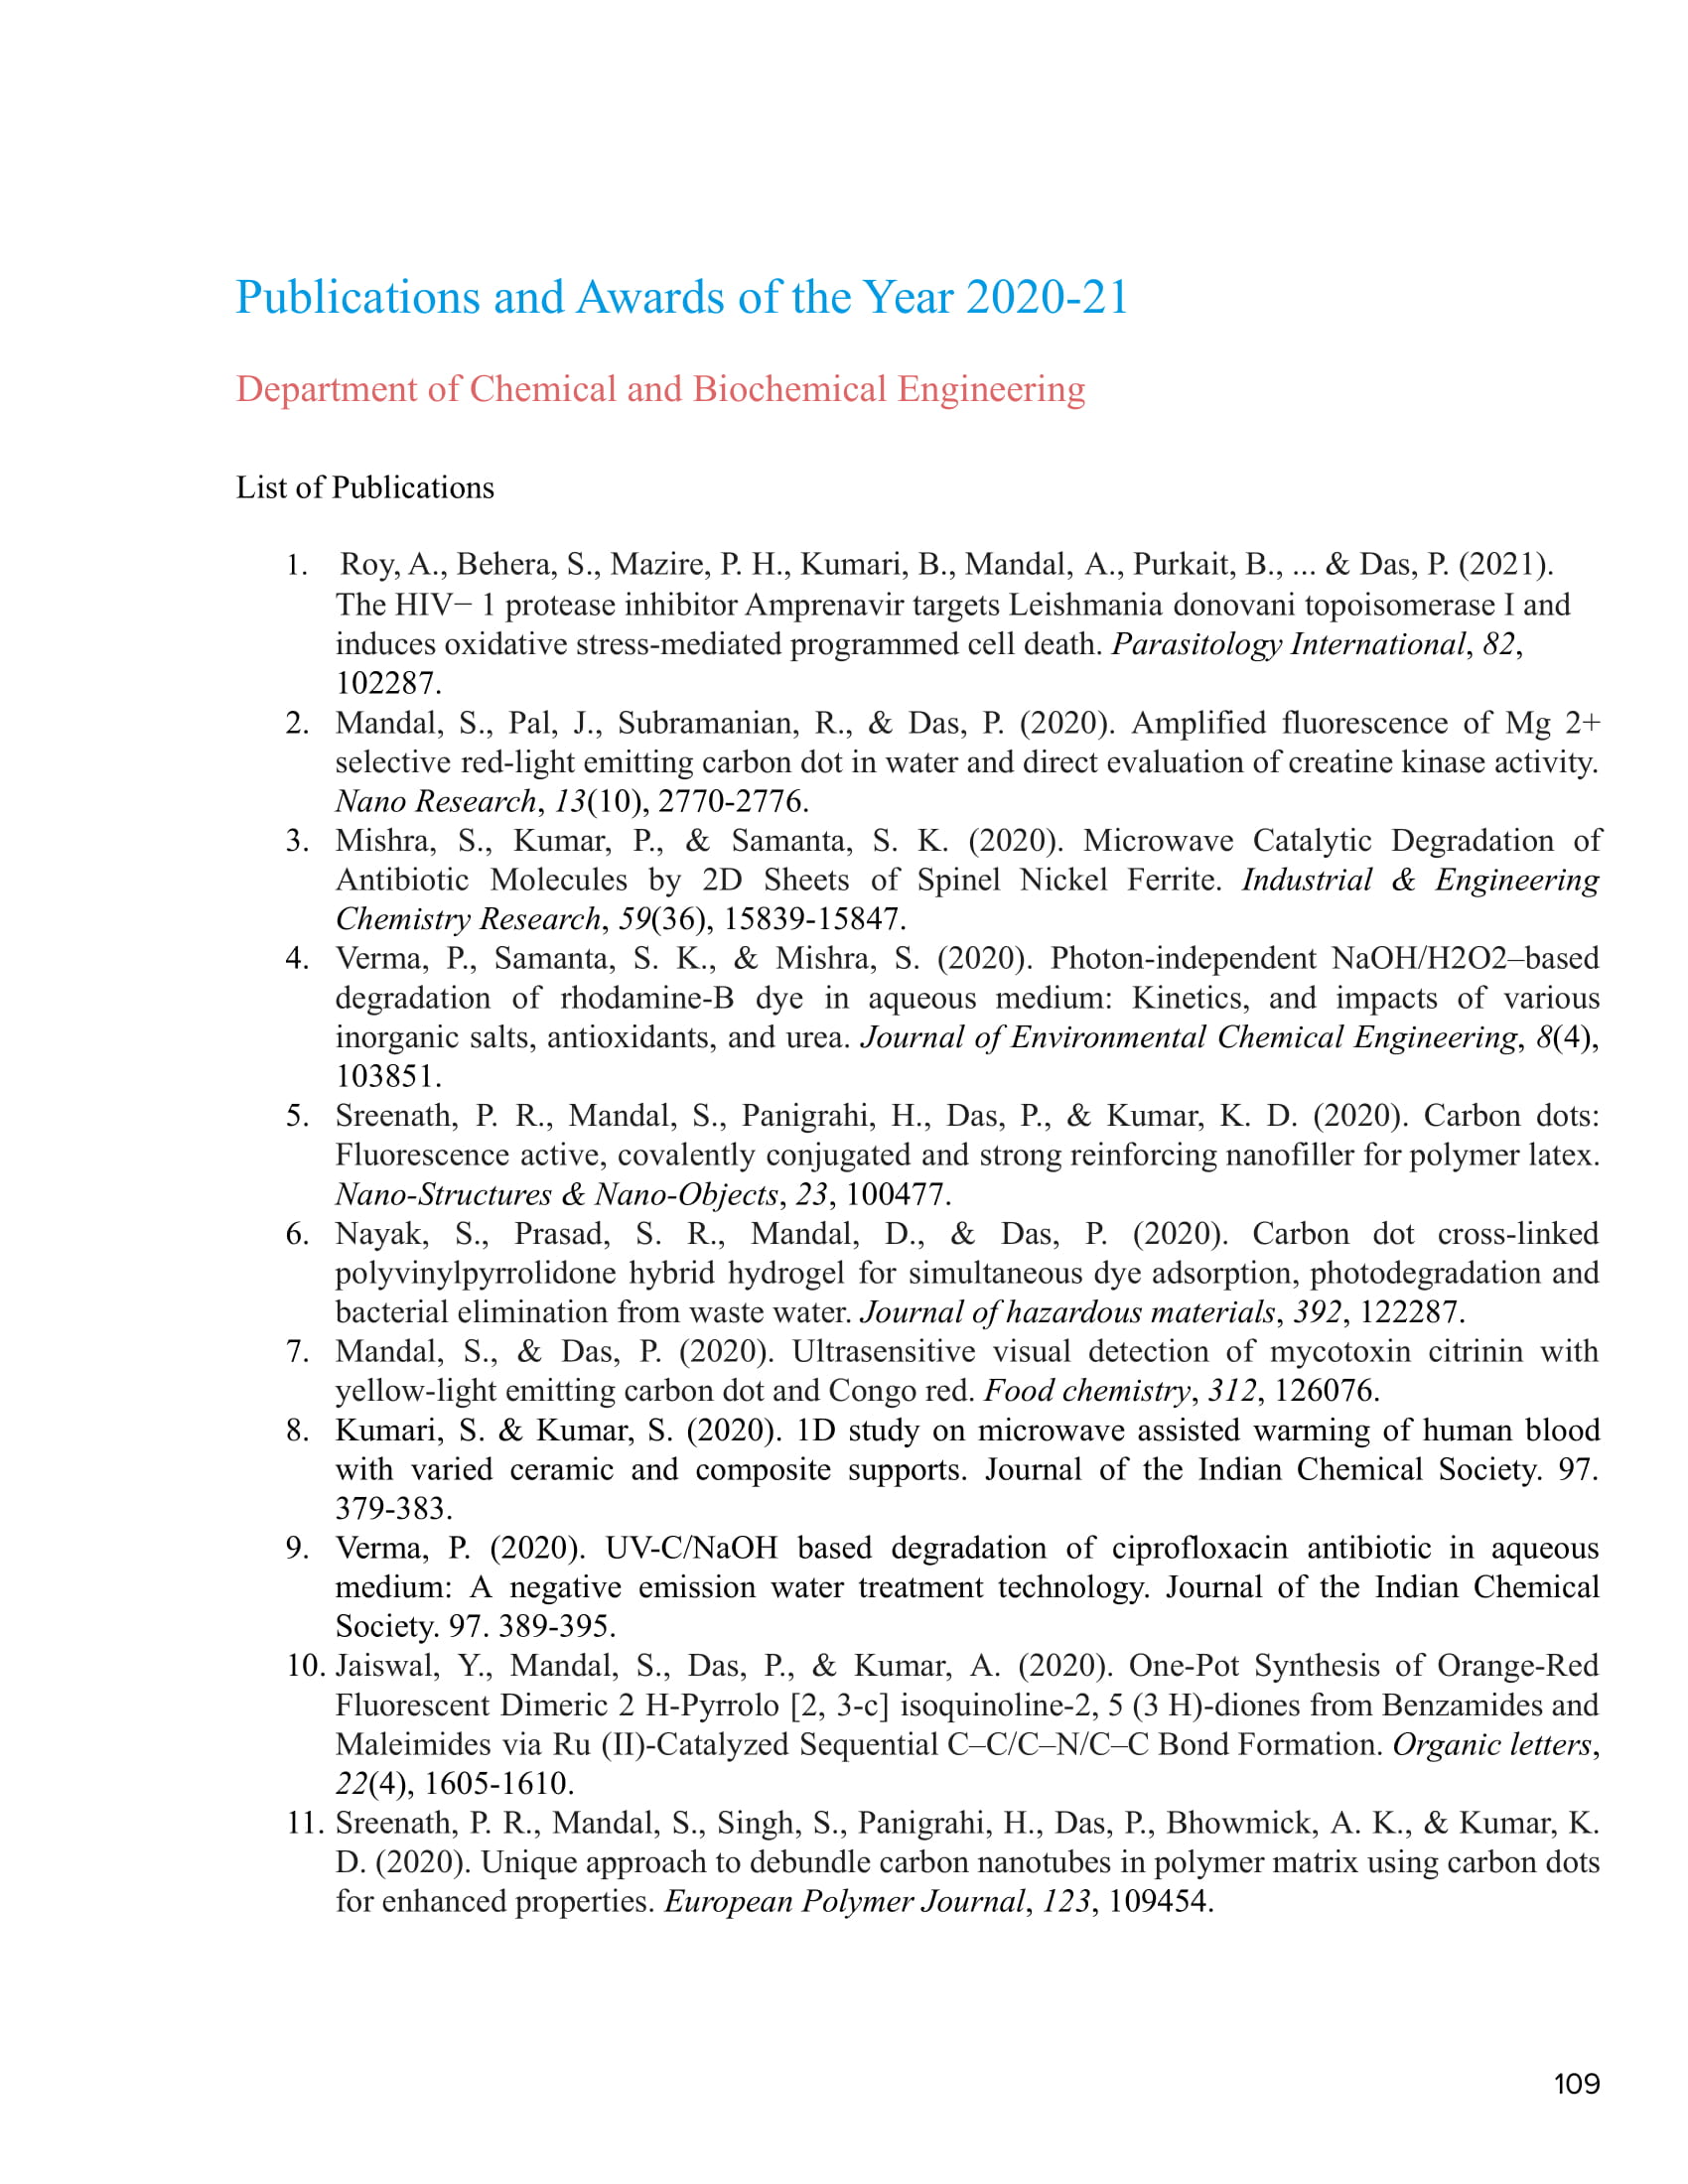 Publications and Awards of the Year 2020-21
Department of Chemical and Biochemical Engineering
List of Publications
1. Roy, A., Behera, S., Mazire, P. H., Kumari, B., Mandal, A., Purkait, B., ... & Das, P. (2021).
The HIV− 1 protease inhibitor Amprenavir targets Leishmania donovani topoisomerase I and
induces oxidative stress-mediated programmed cell death. Parasitology International, 82,
102287.
2. Mandal, S., Pal, J., Subramanian, R., & Das, P. (2020). Amplified fluorescence of Mg 2+
selective red-light emitting carbon dot in water and direct evaluation of creatine kinase activity.
Nano Research, 13(10), 2770-2776.
3. Mishra, S., Kumar, P., & Samanta, S. K. (2020). Microwave Catalytic Degradation of
Antibiotic Molecules by 2D Sheets of Spinel Nickel Ferrite. Industrial & Engineering
Chemistry Research, 59(36), 15839-15847.
4. Verma, P., Samanta, S. K., & Mishra, S. (2020). Photon-independent NaOH/H2O2–based
degradation of rhodamine-B dye in aqueous medium: Kinetics, and impacts of various
inorganic salts, antioxidants, and urea. Journal of Environmental Chemical Engineering, 8(4),
103851.
5. Sreenath, P. R., Mandal, S., Panigrahi, H., Das, P., & Kumar, K. D. (2020). Carbon dots:
Fluorescence active, covalently conjugated and strong reinforcing nanofiller for polymer latex.
Nano-Structures & Nano-Objects, 23, 100477.
6. Nayak, S., Prasad, S. R., Mandal, D., & Das, P. (2020). Carbon dot cross-linked
polyvinylpyrrolidone hybrid hydrogel for simultaneous dye adsorption, photodegradation and
bacterial elimination from waste water. Journal of hazardous materials, 392, 122287.
7. Mandal, S., & Das, P. (2020). Ultrasensitive visual detection of mycotoxin citrinin with
yellow-light emitting carbon dot and Congo red. Food chemistry, 312, 126076.
8. Kumari, S. & Kumar, S. (2020). 1D study on microwave assisted warming of human blood
with varied ceramic and composite supports. Journal of the Indian Chemical Society. 97.
379-383.
9. Verma, P. (2020). UV-C/NaOH based degradation of ciprofloxacin antibiotic in aqueous
medium: A negative emission water treatment technology. Journal of the Indian Chemical
Society. 97. 389-395.
10. Jaiswal, Y., Mandal, S., Das, P., & Kumar, A. (2020). One-Pot Synthesis of Orange-Red
Fluorescent Dimeric 2 H-Pyrrolo [2, 3-c] isoquinoline-2, 5 (3 H)-diones from Benzamides and
Maleimides via Ru (II)-Catalyzed Sequential C–C/C–N/C–C Bond Formation. Organic letters,
22(4), 1605-1610.
11. Sreenath, P. R., Mandal, S., Singh, S., Panigrahi, H., Das, P., Bhowmick, A. K., & Kumar, K.
D. (2020). Unique approach to debundle carbon nanotubes in polymer matrix using carbon dots
for enhanced properties. European Polymer Journal, 123, 109454.
109